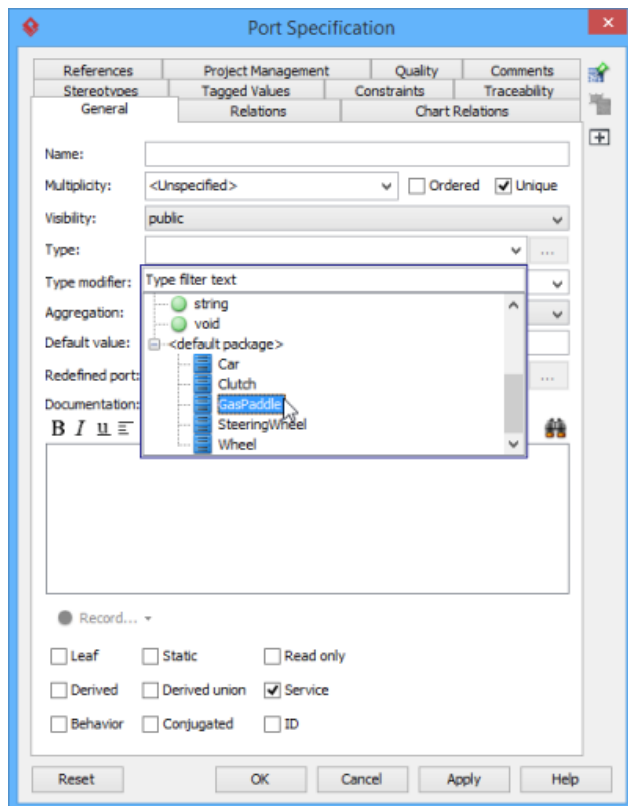 Port Specification
References Project Management Quality Comments
Stereotypes Tagged Values Constraints Traceability
General Relations Chart Relations
Name:
Multiplicity: <Unspecified> Ordered Unique
Visibility: public
Type: ...
Type modifier: Type filter text
string
Aggregation:
void
Default value: <default package>
Car
Redefined port: ...
Clutch
Documentation: GasPaddle
B I u SteeringWheel
Wheel
Record...
Leaf Static Read only
Derived Derived union Service
Behavior Conjugated ID
Reset OK Cancel Apply Help